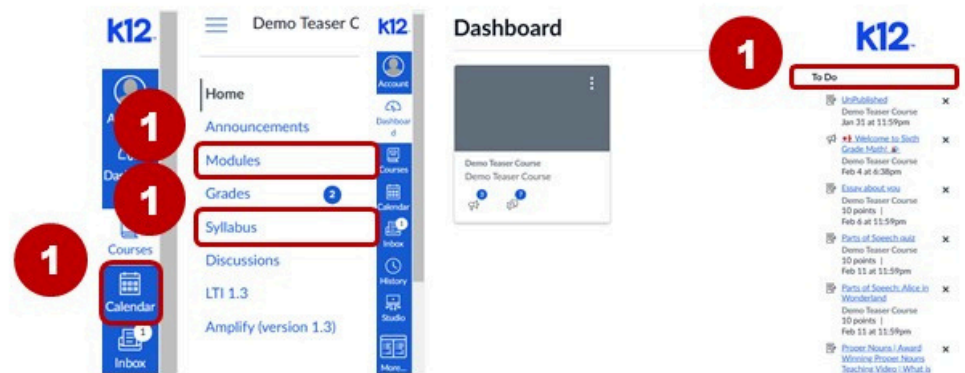 k12
Courses
1
Calendar
1
Inbox
1
1
Demo Teaser C
Home
Announcements
Modules
Grades 2
Syllabus
Discussions
LTI 1.3
Amplify (version 1.3)
k12
Account
Dashboar
d
Courses
Calendar
1
Inbox
History
Studio
More...
Dashboard
Demo Teaser Course
Demo Teaser Course
1
k12
To Do
UnPublished
Demo Teaser Course
Jan 31 at 11:59pm
Welcome to Sixth
Grade Math!
Demo Teaser Course
Feb 4 at 6:38pm
Essay about you
Demo Teaser Course
10 points |
Feb 6 at 11:59pm
Parts of Speech quiz
Demo Teaser Course
10 points |
Feb 11 at 11:59pm
Parts of Speech: Alice in
Wonderland
Demo Teaser Course
10 points |
Feb 11 at 11:59pm
Proper Nouns | Award
Winning Proper Nouns
Teaching Video | What is